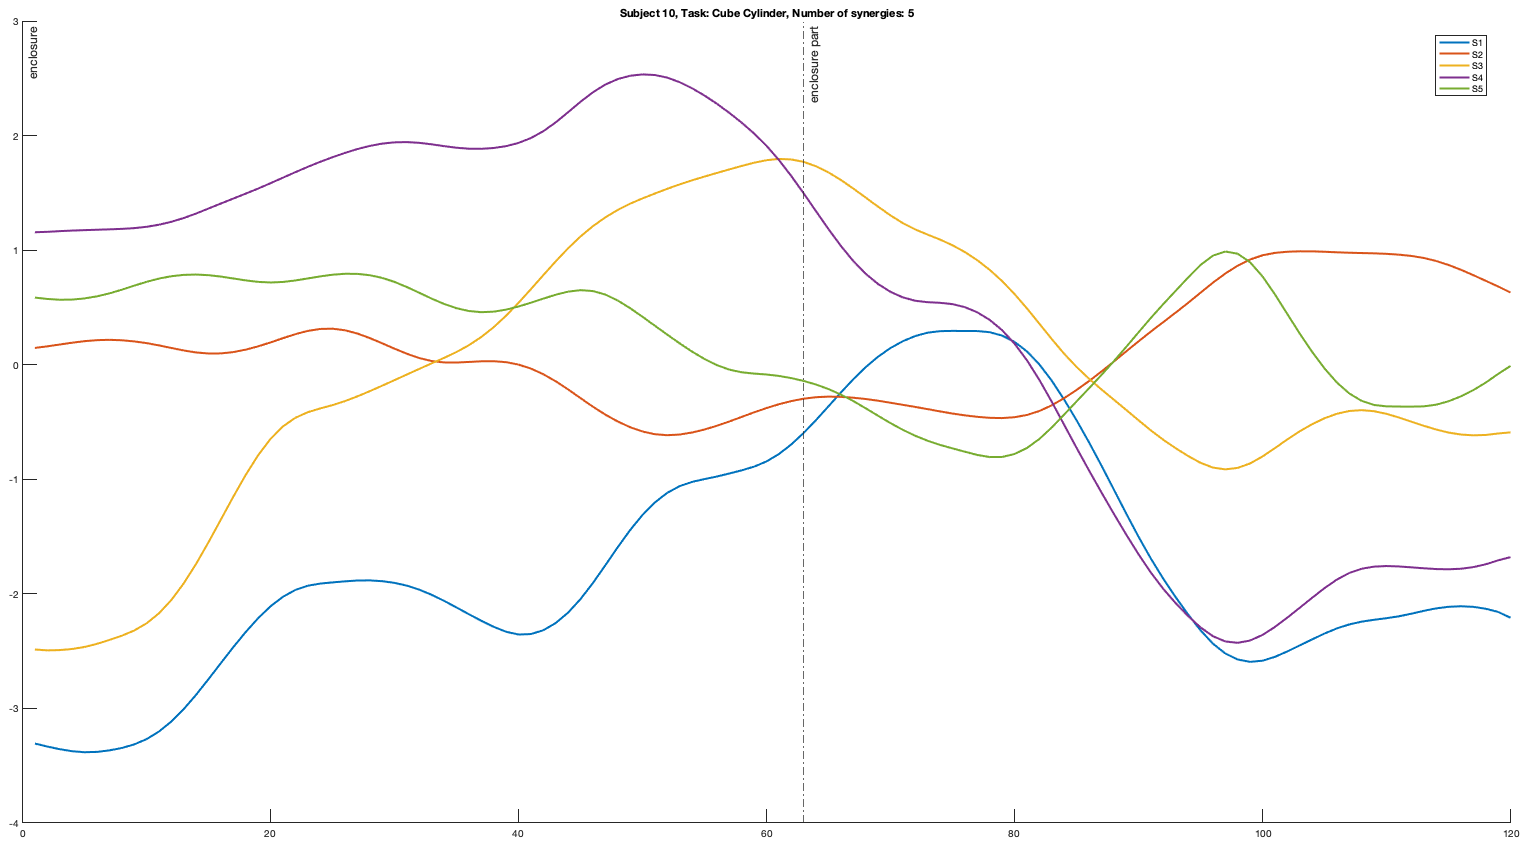 Subject 10, Task: Cube Cylinder, Number of synergies: 5
3
2
1
0
-1
-2
-3
-4
enclosure
enclosure part
S1
S2
S3
S4
S5
0
20
40
60
80
100
120